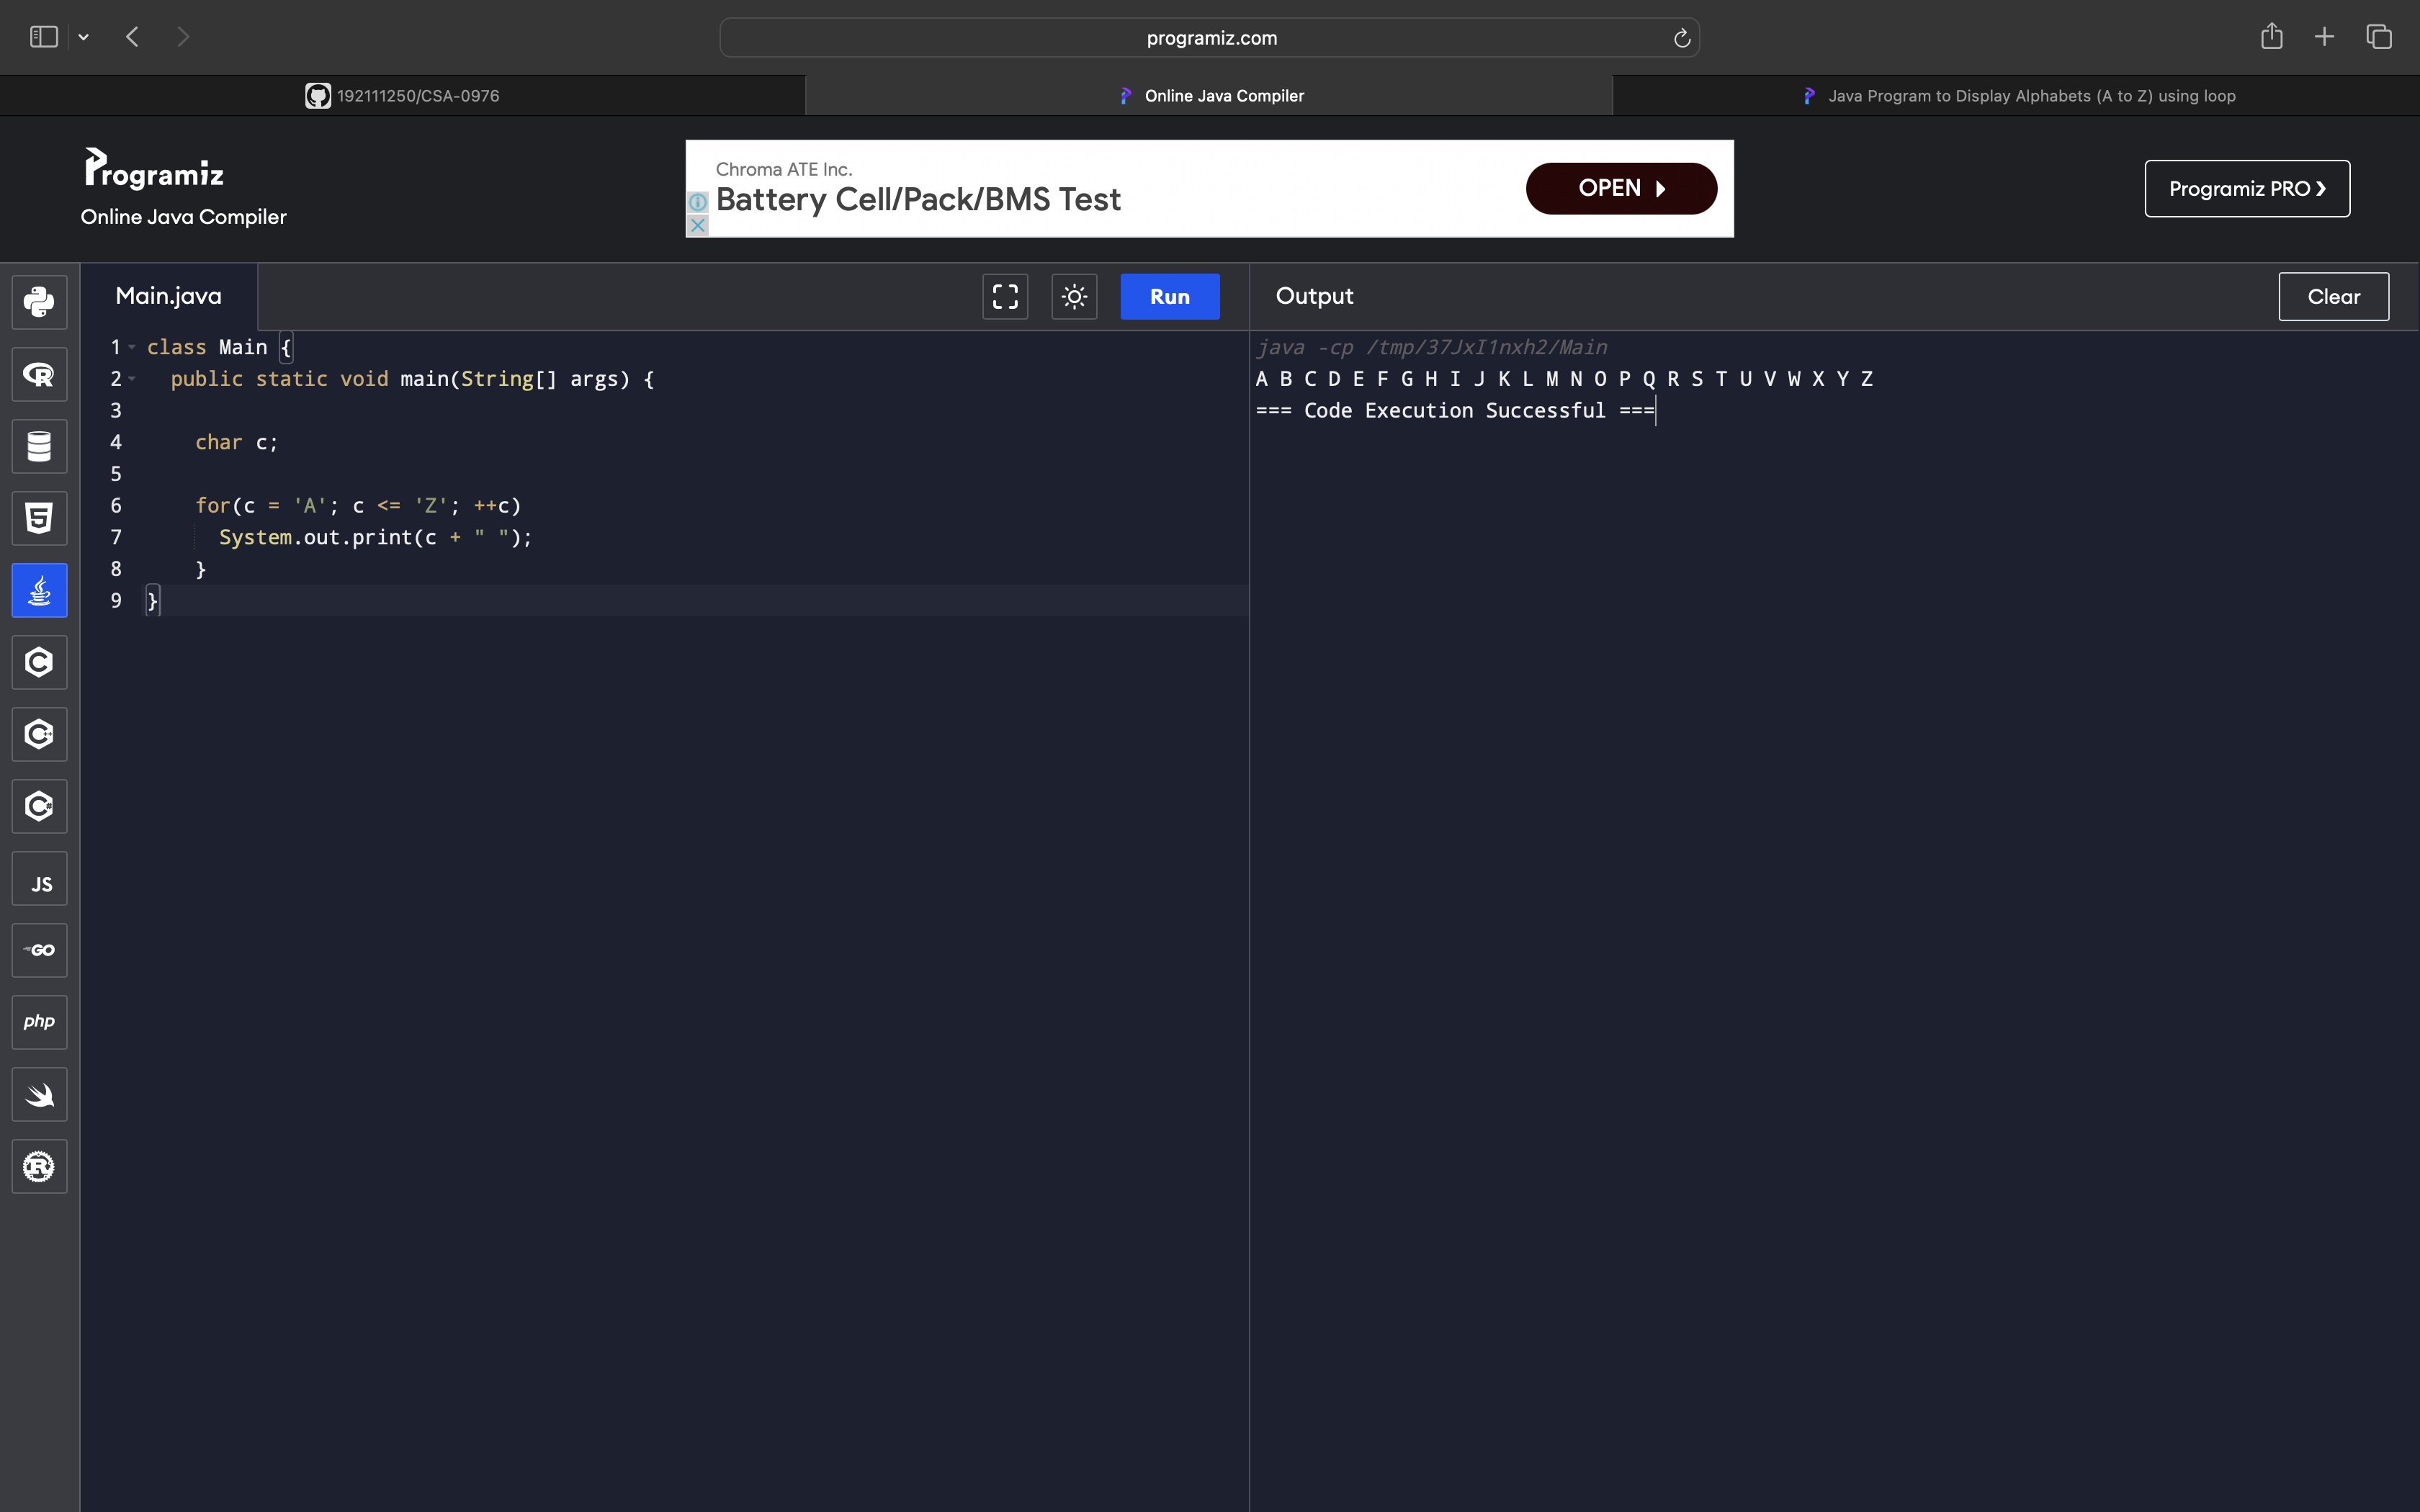 programiz.com
192111250/CSA-0976
Online Java Compiler
Java Program to Display Alphabets (A to Z) using loop
Programiz
Online Java Compiler
Chroma ATE Inc.
Battery Cell/Pack/BMS Test
OPEN
Programiz PRO ❯
Main.java
Run
Output
Clear
1 class Main {
2   public static void main(String[] args) {
3
4     char c;
5
6     for(c = 'A'; c <= 'Z'; ++c)
7       System.out.print(c + " ");
8     }
9 }
java -cp /tmp/37JxI1nxh2/Main
A B C D E F G H I J K L M N O P Q R S T U V W X Y Z
=== Code Execution Successful ===
R
5
C
C++
C#
JS
GO
php
R